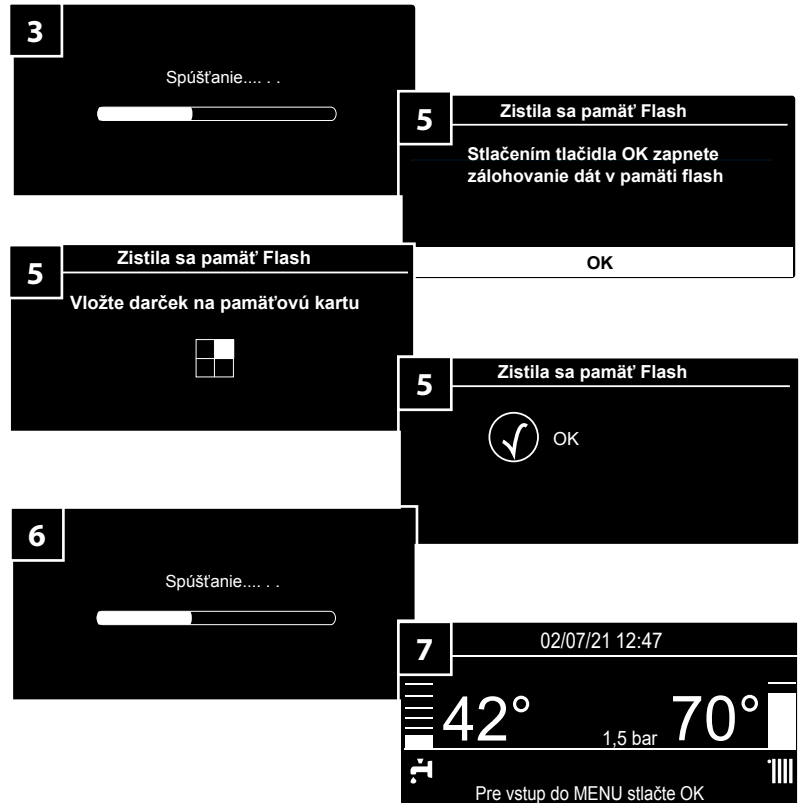 3
Spúšťanie.... . .
5
Zistila sa pamäť Flash
Stlačením tlačidla OK zapnete
zálohovanie dát v pamäti flash
OK
5
Zistila sa pamäť Flash
Vložte darček na pamäťovú kartu
5
Zistila sa pamäť Flash
OK
6
Spúšťanie.... . .
7
02/07/21 12:47
42°
1,5 bar
70°
Pre vstup do MENU stlačte OK